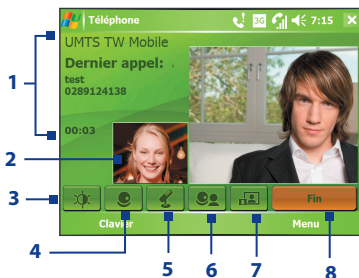 Téléphone 3G 7:15
UMTS TW Mobile
Dernier appel:
test
0289124138
00:03
Fin
Clavier Menu
1
2
3
4
5
6
7
8